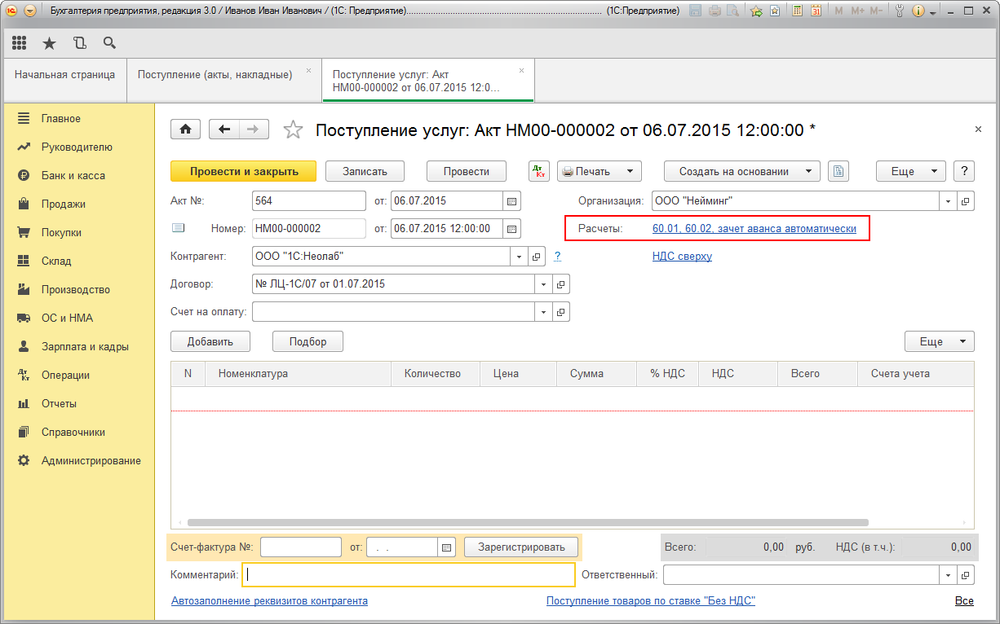 Бухгалтерия предприятия, редакция 3.0 / Иванов Иван Иванович / (1С: Предприятие)........................................................................ (1С:Предприятие)
31 M M+ M- i
Начальная страница
Поступление (акты, накладные)
Поступление услуг: Акт
НМ00-000002 от 06.07.2015 12:0...
Главное
Руководителю
Банк и касса
Продажи
Покупки
Склад
Производство
ОС и НМА
Зарплата и кадры
Операции
Отчеты
Справочники
Администрирование
Поступление услуг: Акт НМ00-000002 от 06.07.2015 12:00:00 *
Провести и закрыть Записать Провести Дт Кт Печать Создать на основании Еще ?
Акт №: 564 от: 06.07.2015 Организация: ООО "Нейминг"
Номер: НМ00-000002 от: 06.07.2015 12:00:00 Расчеты: 60.01, 60.02, зачет аванса автоматически
Контрагент: ООО "1С:Неолаб" ? НДС сверху
Договор: № ЛЦ-1С/07 от 01.07.2015
Счет на оплату:
Добавить Подбор Еще
N Номенклатура Количество Цена Сумма % НДС НДС Всего Счета учета
Счет-фактура №: от: . . Зарегистрировать Всего: 0,00 руб. НДС (в т.ч.): 0,00
Комментарий: Ответственный:
Автозаполнение реквизитов контрагента Поступление товаров по ставке "Без НДС" Все